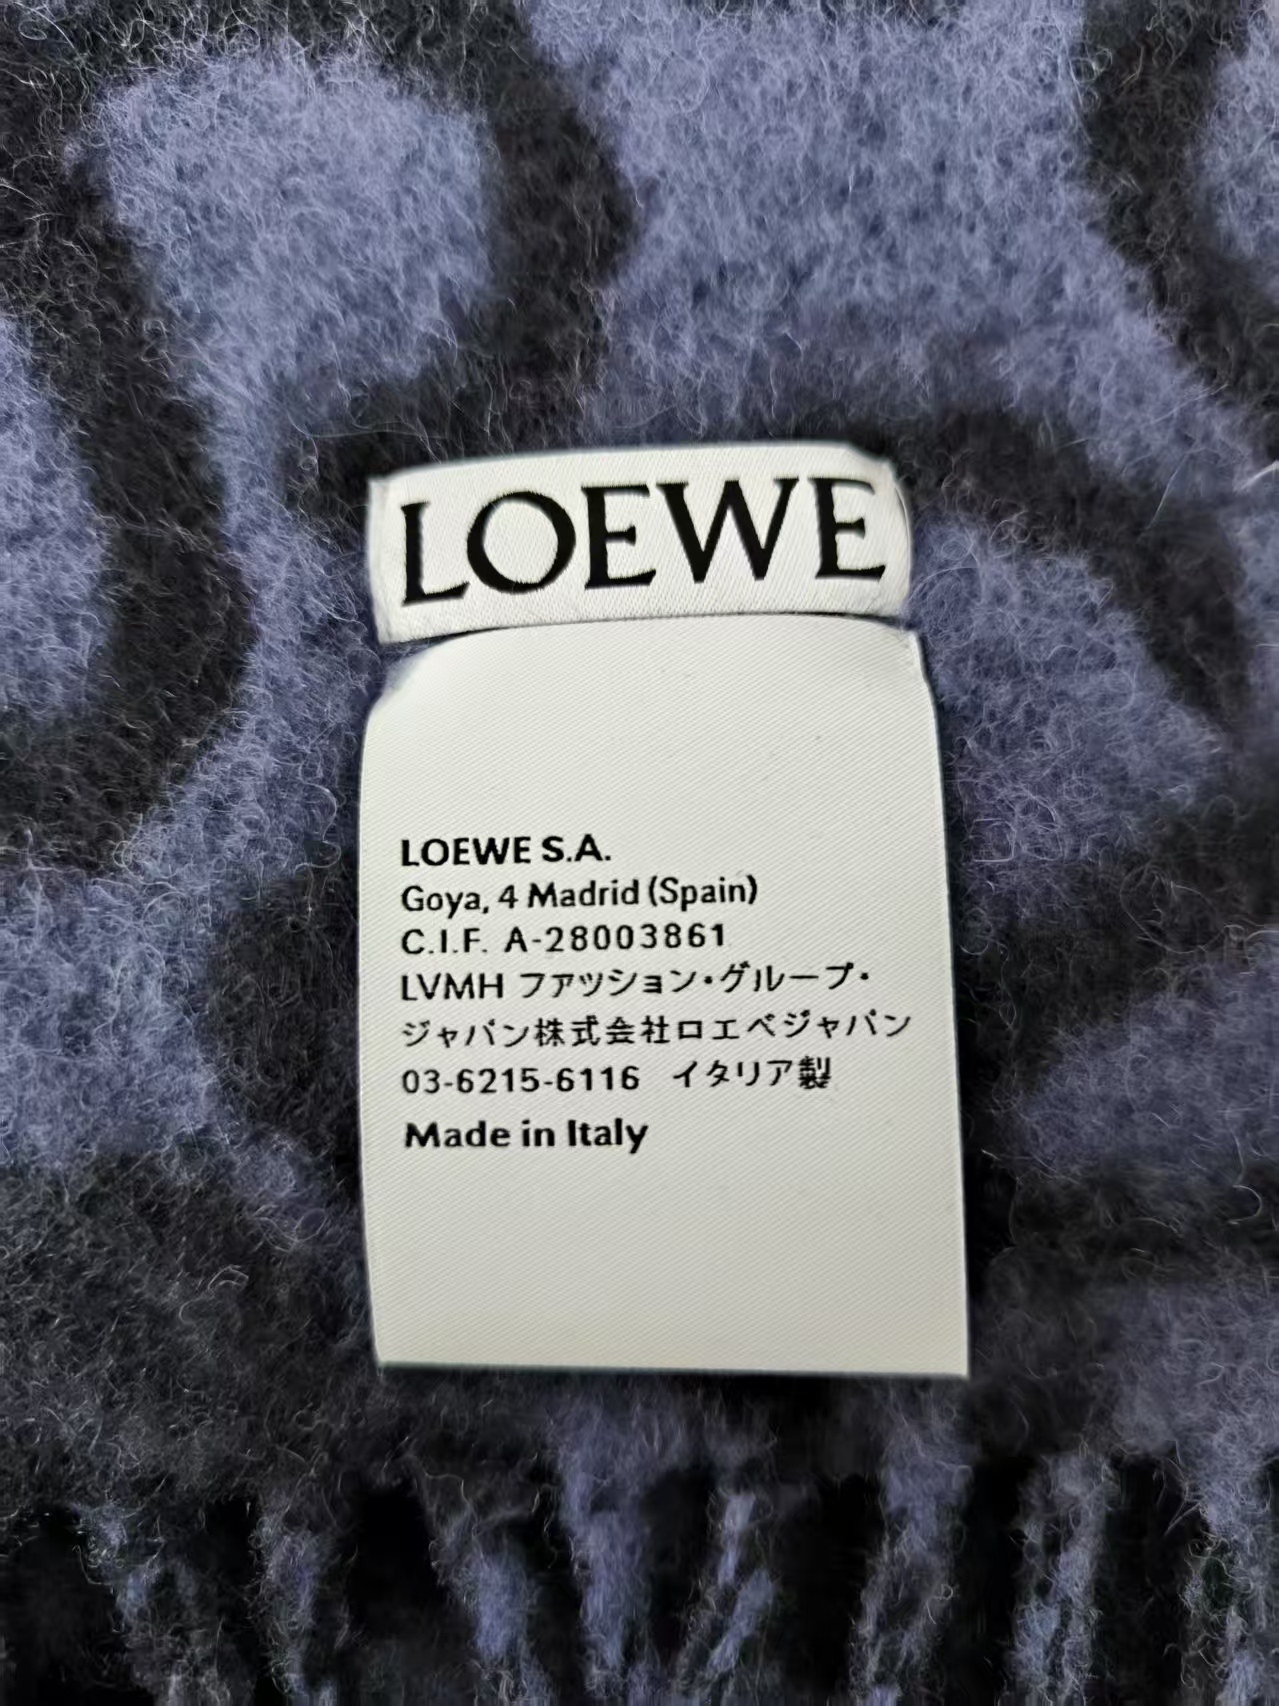 LOEWE
LOEWE S.A.
Goya, 4 Madrid (Spain)
C.I.F. A-28003861
LVMH ファッション・グループ・
ジャパン株式会社ロエベジャパン
03-6215-6116 イタリア製
Made in Italy